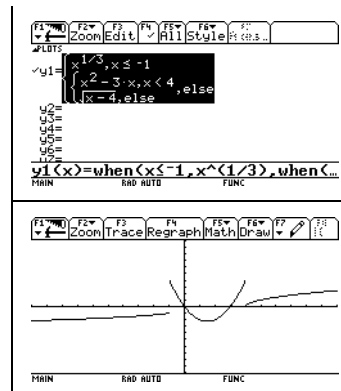 F1 F2 F3 F4 F5 F6
Zoom Edit ✓ All Style
PLOTS
✓y1= { x^1/3, x ≤ -1
{ x² - 3·x, x < 4 , else
√x - 4, else
y2=
y3=
y4=
y5=
y6=
y7=
y1(x)=when(x≤⁻1,x^(1/3),when(…
MAIN RAD AUTO FUNC
F1 F2 F3 F4 F5 F6 F7
Zoom Trace Regraph Math Draw
MAIN RAD AUTO FUNC